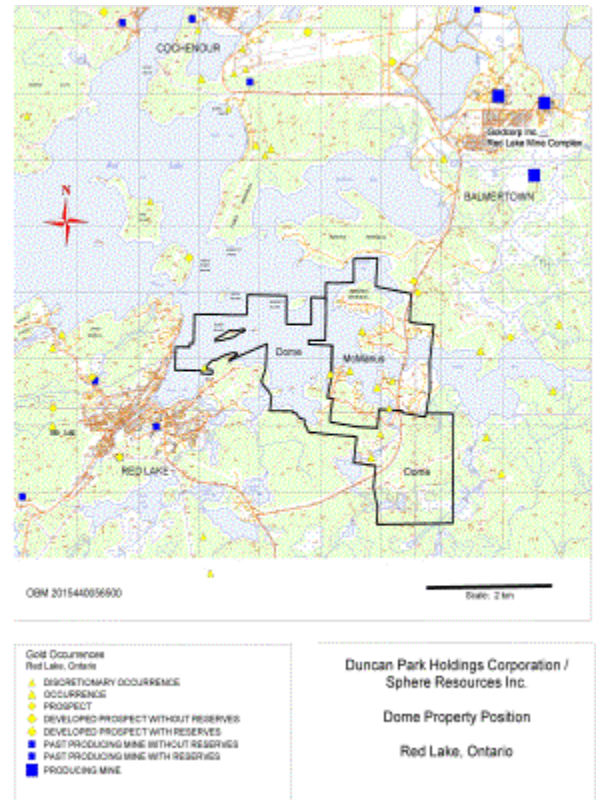 COCHENOUR
Goldcorp Inc.
Red Lake Mine Complex
BALMERTOWN
N
Dome
McManus
RED LAKE
Dome
OBM 2015440056500
Scale: 2 km
Gold Occurrences
Red Lake, Ontario
DISCRETIONARY OCCURRENCE
OCCURRENCE
PROSPECT
DEVELOPED PROSPECT WITHOUT RESERVES
DEVELOPED PROSPECT WITH RESERVES
PAST PRODUCING MINE WITHOUT RESERVES
PAST PRODUCING MINE WITH RESERVES
PRODUCING MINE
Duncan Park Holdings Corporation /
Sphere Resources Inc.
Dome Property Position
Red Lake, Ontario